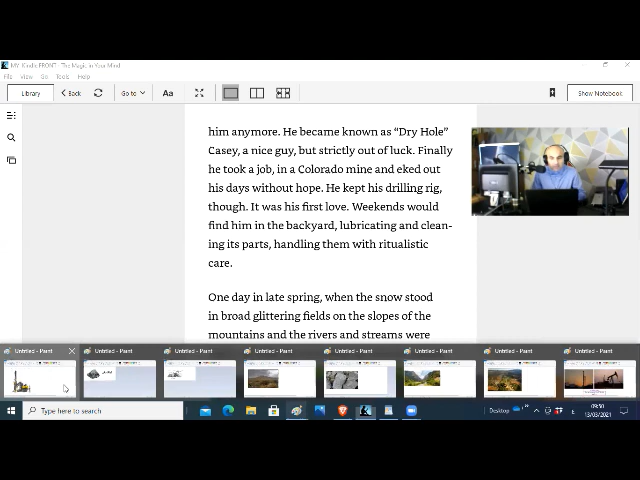 MY_Kindle FRONT - The Magic in Your Mind
File View Go Tools Help
Library Back Go to Aa Show Notebook
him anymore. He became known as “Dry Hole”
Casey, a nice guy, but strictly out of luck. Finally
he took a job, in a Colorado mine and eked out
his days without hope. He kept his drilling rig,
though. It was his first love. Weekends would
find him in the backyard, lubricating and clean-
ing its parts, handling them with ritualistic
care.
One day in late spring, when the snow stood
in broad glittering fields on the slopes of the
mountains and the rivers and streams were
Untitled - Paint Untitled - Paint Untitled - Paint Untitled - Paint Untitled - Paint Untitled - Paint Untitled - Paint Untitled - Paint
Type here to search
Desktop
09:50
13/03/2021